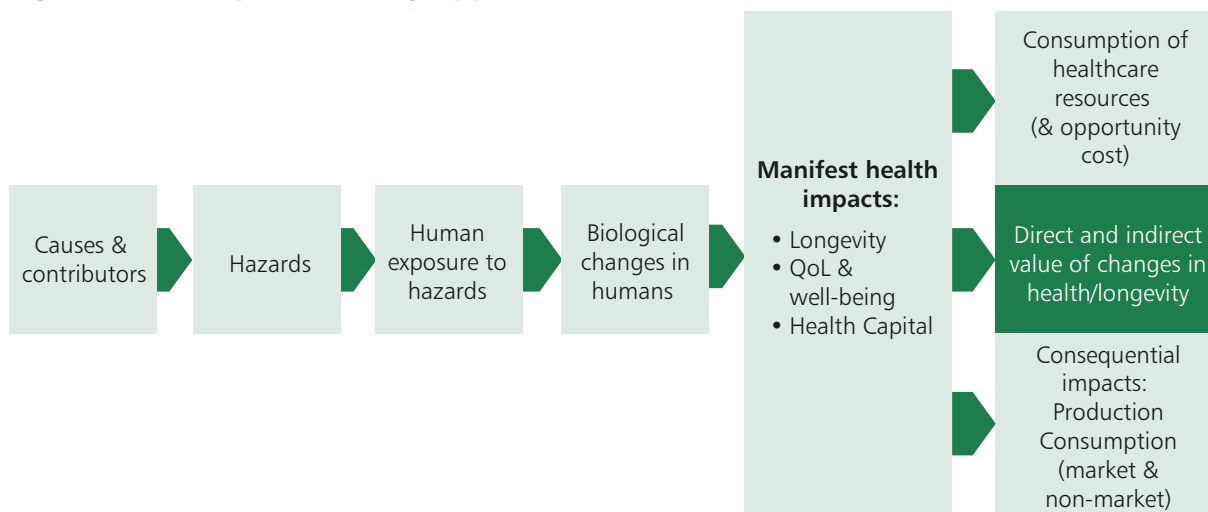 Causes &
contributors
Hazards
Human
exposure to
hazards
Biological
changes in
humans
Manifest health
impacts:
• Longevity
• QoL &
well-being
• Health Capital
Consumption of
healthcare
resources
(& opportunity
cost)
Direct and indirect
value of changes in
health/longevity
Consequential
impacts:
Production
Consumption
(market &
non-market)